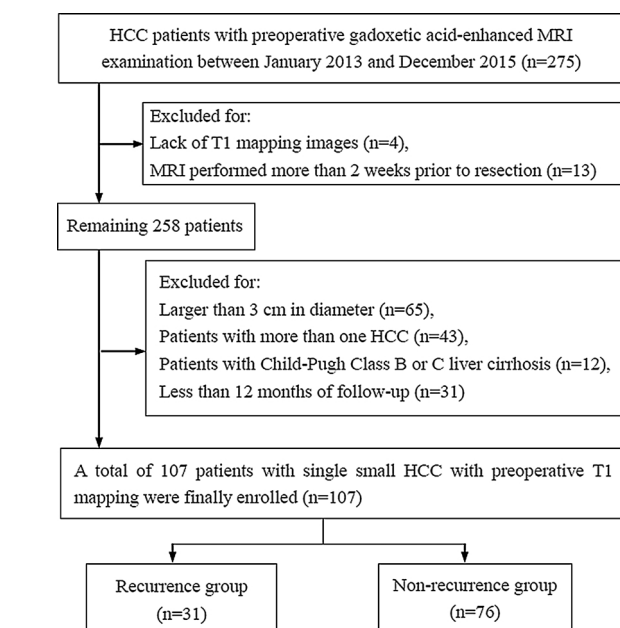 HCC patients with preoperative gadoxetic acid-enhanced MRI
examination between January 2013 and December 2015 (n=275)
Excluded for:
Lack of T1 mapping images (n=4),
MRI performed more than 2 weeks prior to resection (n=13)
Remaining 258 patients
Excluded for:
Larger than 3 cm in diameter (n=65),
Patients with more than one HCC (n=43),
Patients with Child-Pugh Class B or C liver cirrhosis (n=12),
Less than 12 months of follow-up (n=31)
A total of 107 patients with single small HCC with preoperative T1
mapping were finally enrolled (n=107)
Recurrence group
(n=31)
Non-recurrence group
(n=76)